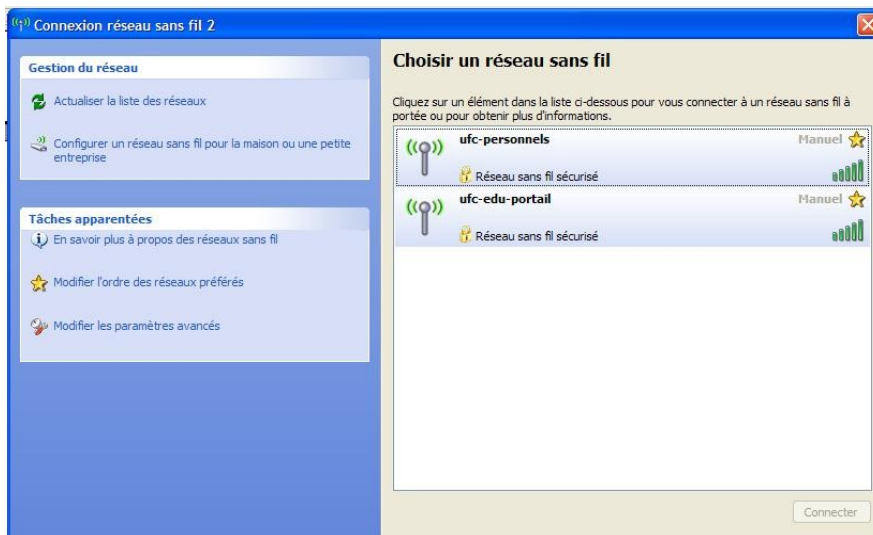 Connexion réseau sans fil 2
Gestion du réseau
Actualiser la liste des réseaux
Configurer un réseau sans fil pour la maison ou une petite
entreprise
Tâches apparentées
En savoir plus à propos des réseaux sans fil
Modifier l'ordre des réseaux préférés
Modifier les paramètres avancés
Choisir un réseau sans fil
Cliquez sur un élément dans la liste ci-dessous pour vous connecter à un réseau sans fil à
portée ou pour obtenir plus d'informations.
ufc-personnels Manuel
Réseau sans fil sécurisé
ufc-edu-portail Manuel
Réseau sans fil sécurisé
Connecter